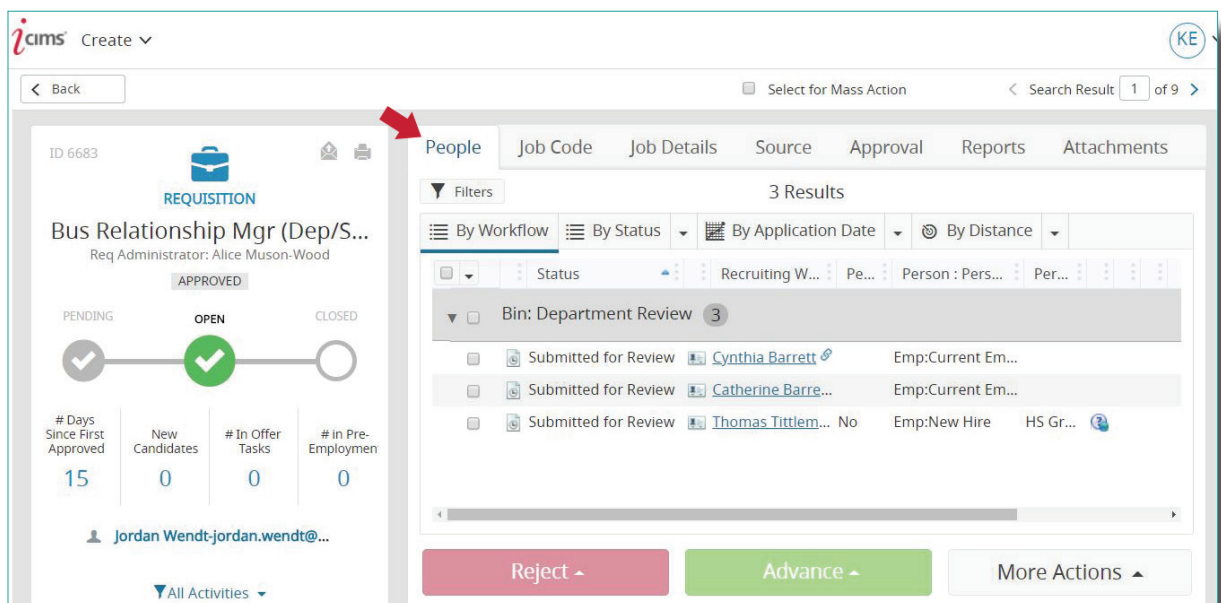 icims Create
KE
Back
Select for Mass Action
Search Result 1 of 9
ID 6683
REQUISITION
Bus Relationship Mgr (Dep/S...
Req Administrator: Alice Muson-Wood
APPROVED
PENDING OPEN CLOSED
# Days Since First Approved
15
New Candidates
0
# In Offer Tasks
0
# in Pre-Employmen
0
Jordan Wendt-jordan.wendt@...
All Activities
People Job Code Job Details Source Approval Reports Attachments
Filters
3 Results
By Workflow By Status By Application Date By Distance
Status Recruiting W... Pe... Person : Pers... Per...
Bin: Department Review 3
Submitted for Review Cynthia Barrett Emp:Current Em...
Submitted for Review Catherine Barre... Emp:Current Em...
Submitted for Review Thomas Tittlem... No Emp:New Hire HS Gr...
Reject Advance More Actions